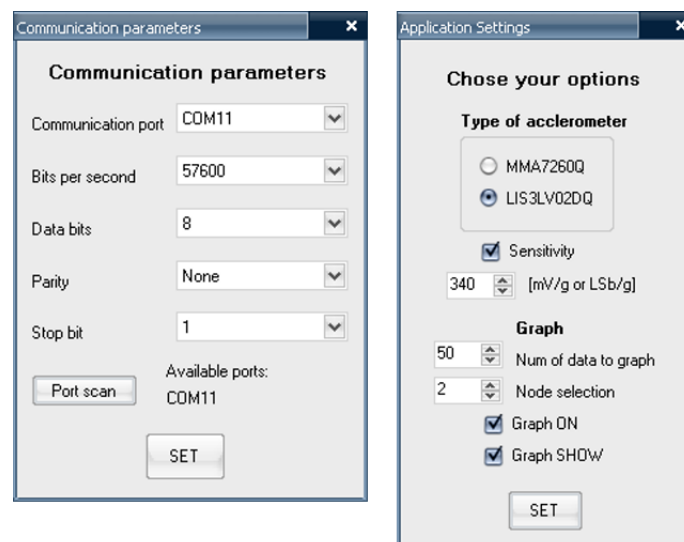 Communication parameters
Communication parameters
Communication port COM11
Bits per second 57600
Data bits 8
Parity None
Stop bit 1
Port scan Available ports:
COM11
SET
Application Settings
Chose your options
Type of acclerometer
MMA7260Q
LIS3LV02DQ
Sensitivity
340 [mV/g or LSb/g]
Graph
50 Num of data to graph
2 Node selection
Graph ON
Graph SHOW
SET